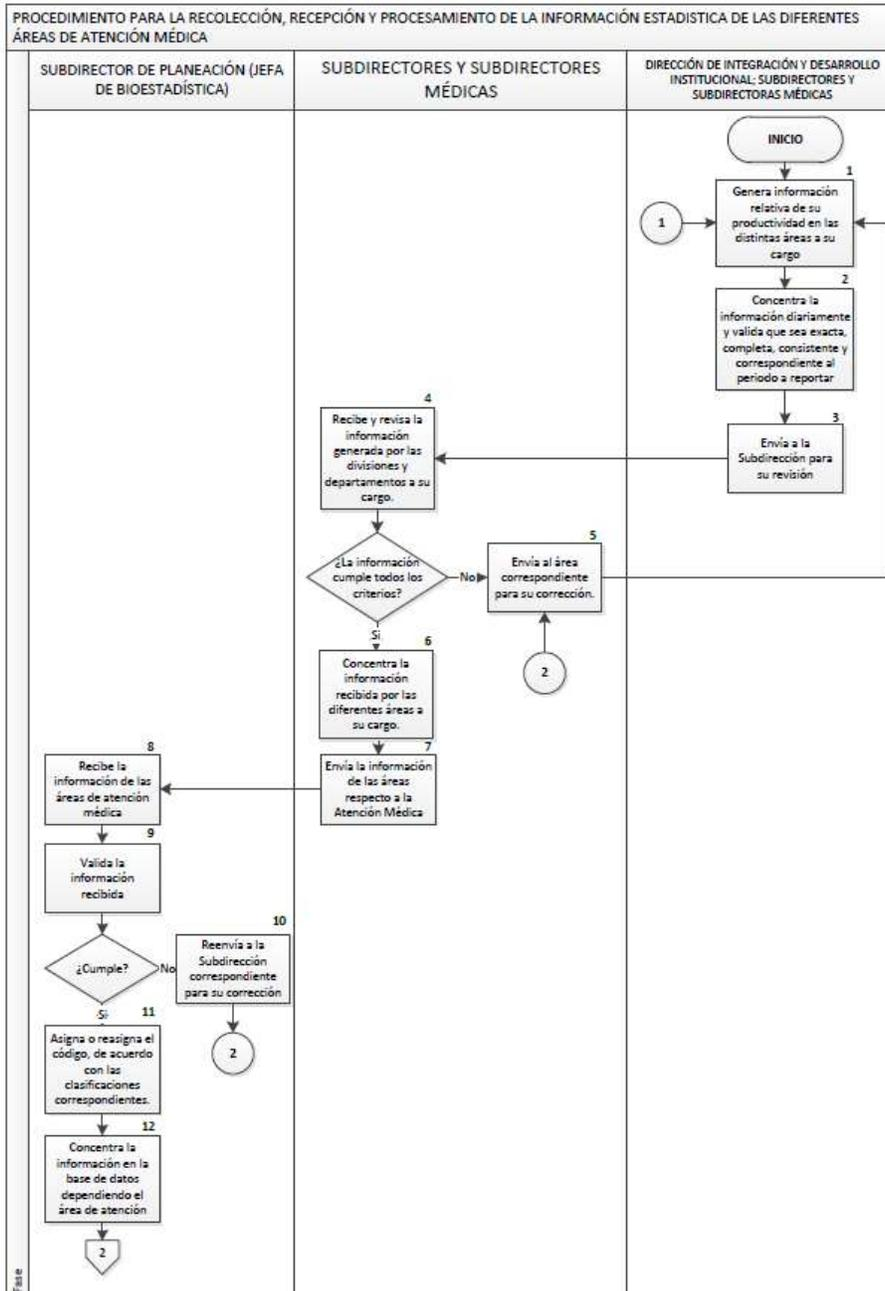 PROCEDIMIENTO PARA LA RECOLECCIÓN, RECEPCIÓN Y PROCESAMIENTO DE LA INFORMACIÓN ESTADISTICA DE LAS DIFERENTES
ÁREAS DE ATENCIÓN MÉDICA
SUBDIRECTOR DE PLANEACIÓN (JEFA
DE BIOESTADÍSTICA)
SUBDIRECTORES Y SUBDIRECTORES
MÉDICAS
DIRECCIÓN DE INTEGRACIÓN Y DESARROLLO
INSTITUCIONAL; SUBDIRECTORES Y
SUBDIRECTORAS MÉDICAS
INICIO
1
Genera información
relativa de su
productividad en las
distintas áreas a su
cargo
1
2
Concentra la
información diariamente
y valida que sea exacta,
completa, consistente y
correspondiente al
periodo a reportar
3
Envía a la
Subdirección para
su revisión
4
Recibe y revisa la
información
generada por las
divisiones y
departamentos a su
cargo.
¿La información
cumple todos los
criterios?
No
5
Envía al área
correspondiente
para su corrección.
2
Si
6
Concentra la
información
recibida por las
diferentes áreas a
su cargo.
7
Envía la información
de las áreas
respecto a la
Atención Médica
8
Recibe la
información de las
áreas de atención
médica
9
Valida la
información
recibida
¿Cumple?
No
10
Reenvía a la
Subdirección
correspondiente
para su corrección
2
Si
11
Asigna o reasigna el
código, de acuerdo
con las
clasificaciones
correspondientes.
12
Concentra la
información en la
base de datos
dependiendo el
área de atención
2
Fase